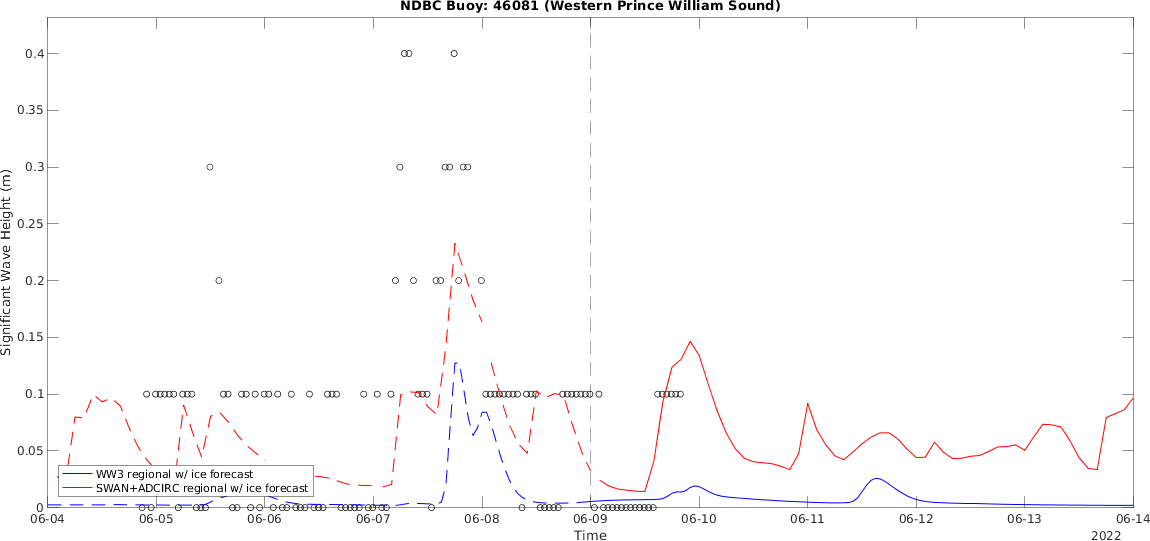 NDBC Buoy: 46081 (Western Prince William Sound)
0.4
0.35
0.3
0.25
0.2
0.15
0.1
0.05
0
Significant Wave Height (m)
WW3 regional w/ ice forecast
SWAN+ADCIRC regional w/ ice forecast
06-04 06-05 06-06 06-07 06-08 06-09 06-10 06-11 06-12 06-13 06-14
Time
2022